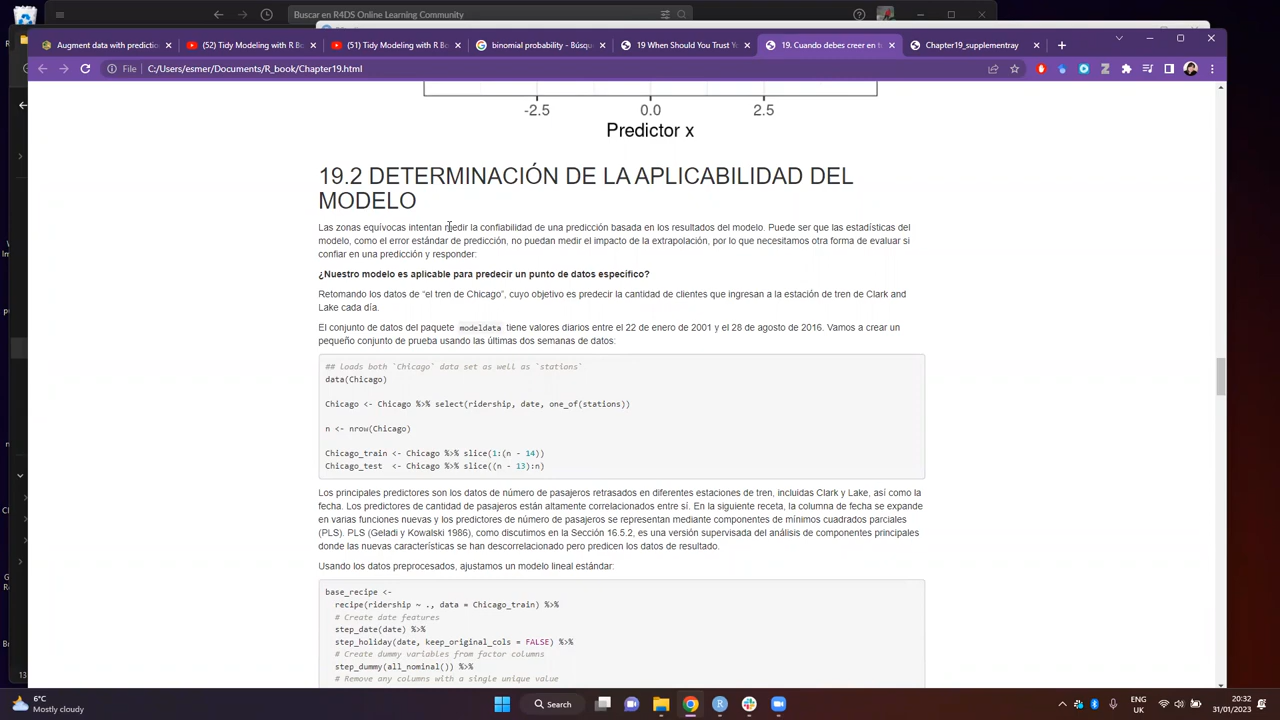 Buscar en R4DS Online Learning Community
Augment data with predictio
(52) Tidy Modeling with R Bo
(51) Tidy Modeling with R Bo
binomial probability - Búsqu
19 When Should You Trust Y
19. Cuando debes creer en t
Chapter19_supplementray
File
C:/Users/esmer/Documents/R_book/Chapter19.html
-2.5 0.0 2.5
Predictor x
19.2 DETERMINACIÓN DE LA APLICABILIDAD DEL
MODELO
Las zonas equívocas intentan medir la confiabilidad de una predicción basada en los resultados del modelo. Puede ser que las estadísticas del
modelo, como el error estándar de predicción, no puedan medir el impacto de la extrapolación, por lo que necesitamos otra forma de evaluar si
confiar en una predicción y responder:
¿Nuestro modelo es aplicable para predecir un punto de datos específico?
Retomando los datos de “el tren de Chicago”, cuyo objetivo es predecir la cantidad de clientes que ingresan a la estación de tren de Clark and
Lake cada día.
El conjunto de datos del paquete modeldata tiene valores diarios entre el 22 de enero de 2001 y el 28 de agosto de 2016. Vamos a crear un
pequeño conjunto de prueba usando las últimas dos semanas de datos:
## loads both `Chicago` data set as well as `stations`
data(Chicago)
Chicago <- Chicago %>% select(ridership, date, one_of(stations))
n <- nrow(Chicago)
Chicago_train <- Chicago %>% slice(1:(n - 14))
Chicago_test  <- Chicago %>% slice((n - 13):n)
Los principales predictores son los datos de número de pasajeros retrasados en diferentes estaciones de tren, incluidas Clark y Lake, así como la
fecha. Los predictores de cantidad de pasajeros están altamente correlacionados entre sí. En la siguiente receta, la columna de fecha se expande
en varias funciones nuevas y los predictores de número de pasajeros se representan mediante componentes de mínimos cuadrados parciales
(PLS). PLS (Geladi y Kowalski 1986), como discutimos en la Sección 16.5.2, es una versión supervisada del análisis de componentes principales
donde las nuevas características se han descorrelacionado pero predicen los datos de resultado.
Usando los datos preprocesados, ajustamos un modelo lineal estándar:
base_recipe <-
recipe(ridership ~ ., data = Chicago_train) %>%
# Create date features
step_date(date) %>%
step_holiday(date, keep_original_cols = FALSE) %>%
# Create dummy variables from factor columns
step_dummy(all_nominal()) %>%
# Remove any columns with a single unique value
6°C
Mostly cloudy
Search
ENG
UK
20:32
31/01/2023